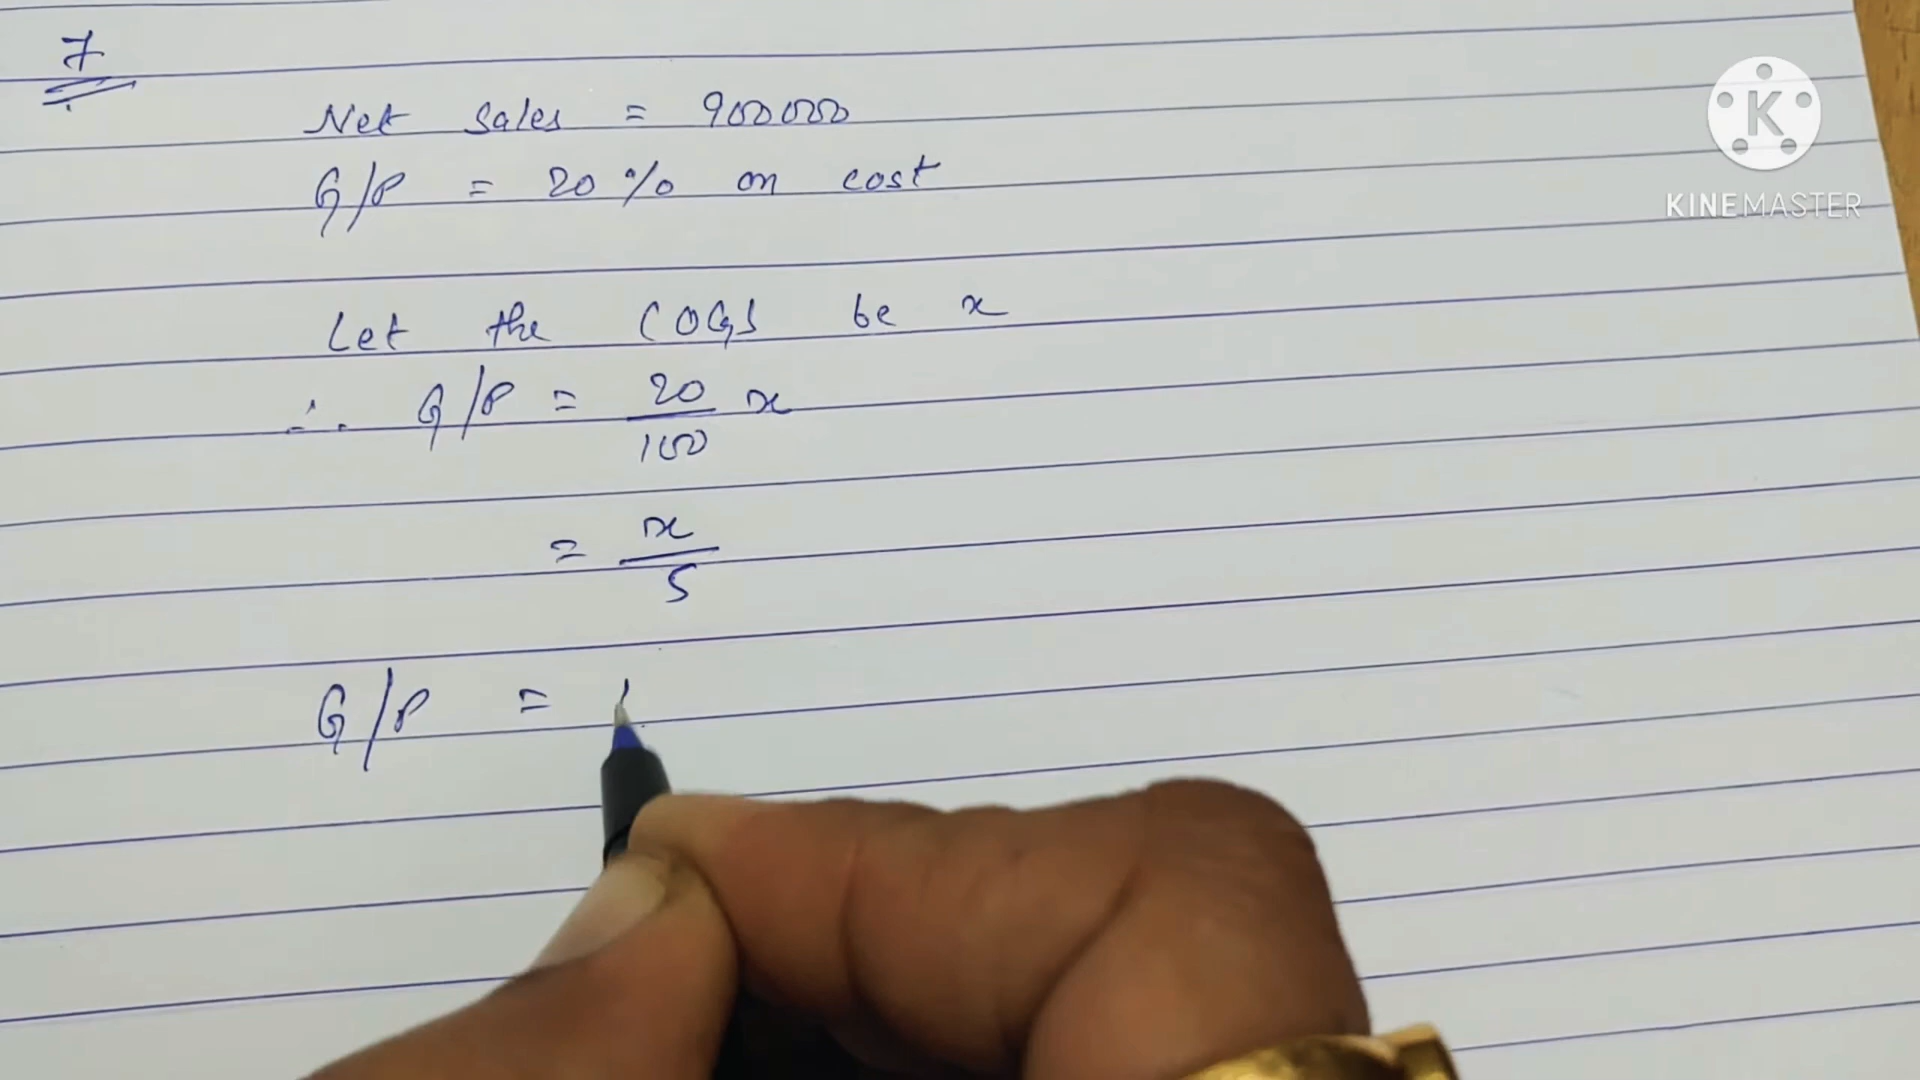 7
Net Sales = 900000
G/P = 20% on cost
Let the COGS be x
∴ G/P = 20/100 x
= x/5
G/P =
K
KINEMASTER